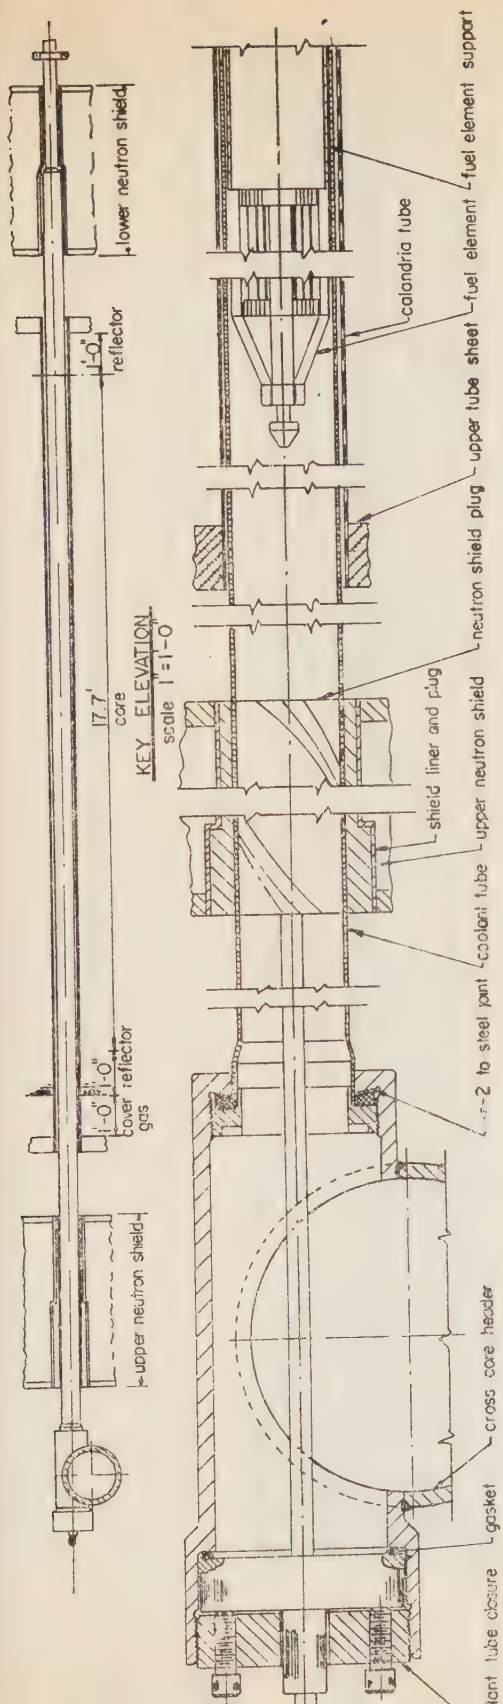 lower neutron shield
1'-0"
reflector
17.7'
core
KEY ELEVATION
scale 1"=1'-0"
1'-0" 1'-0"
cover reflector
gas
upper neutron shield
fuel element support
fuel element
calandria tube
upper tube sheet
neutron shield plug
shield liner and plug
upper neutron shield
coolant tube
-2 to steel joint
cross core header
gasket
tube closure